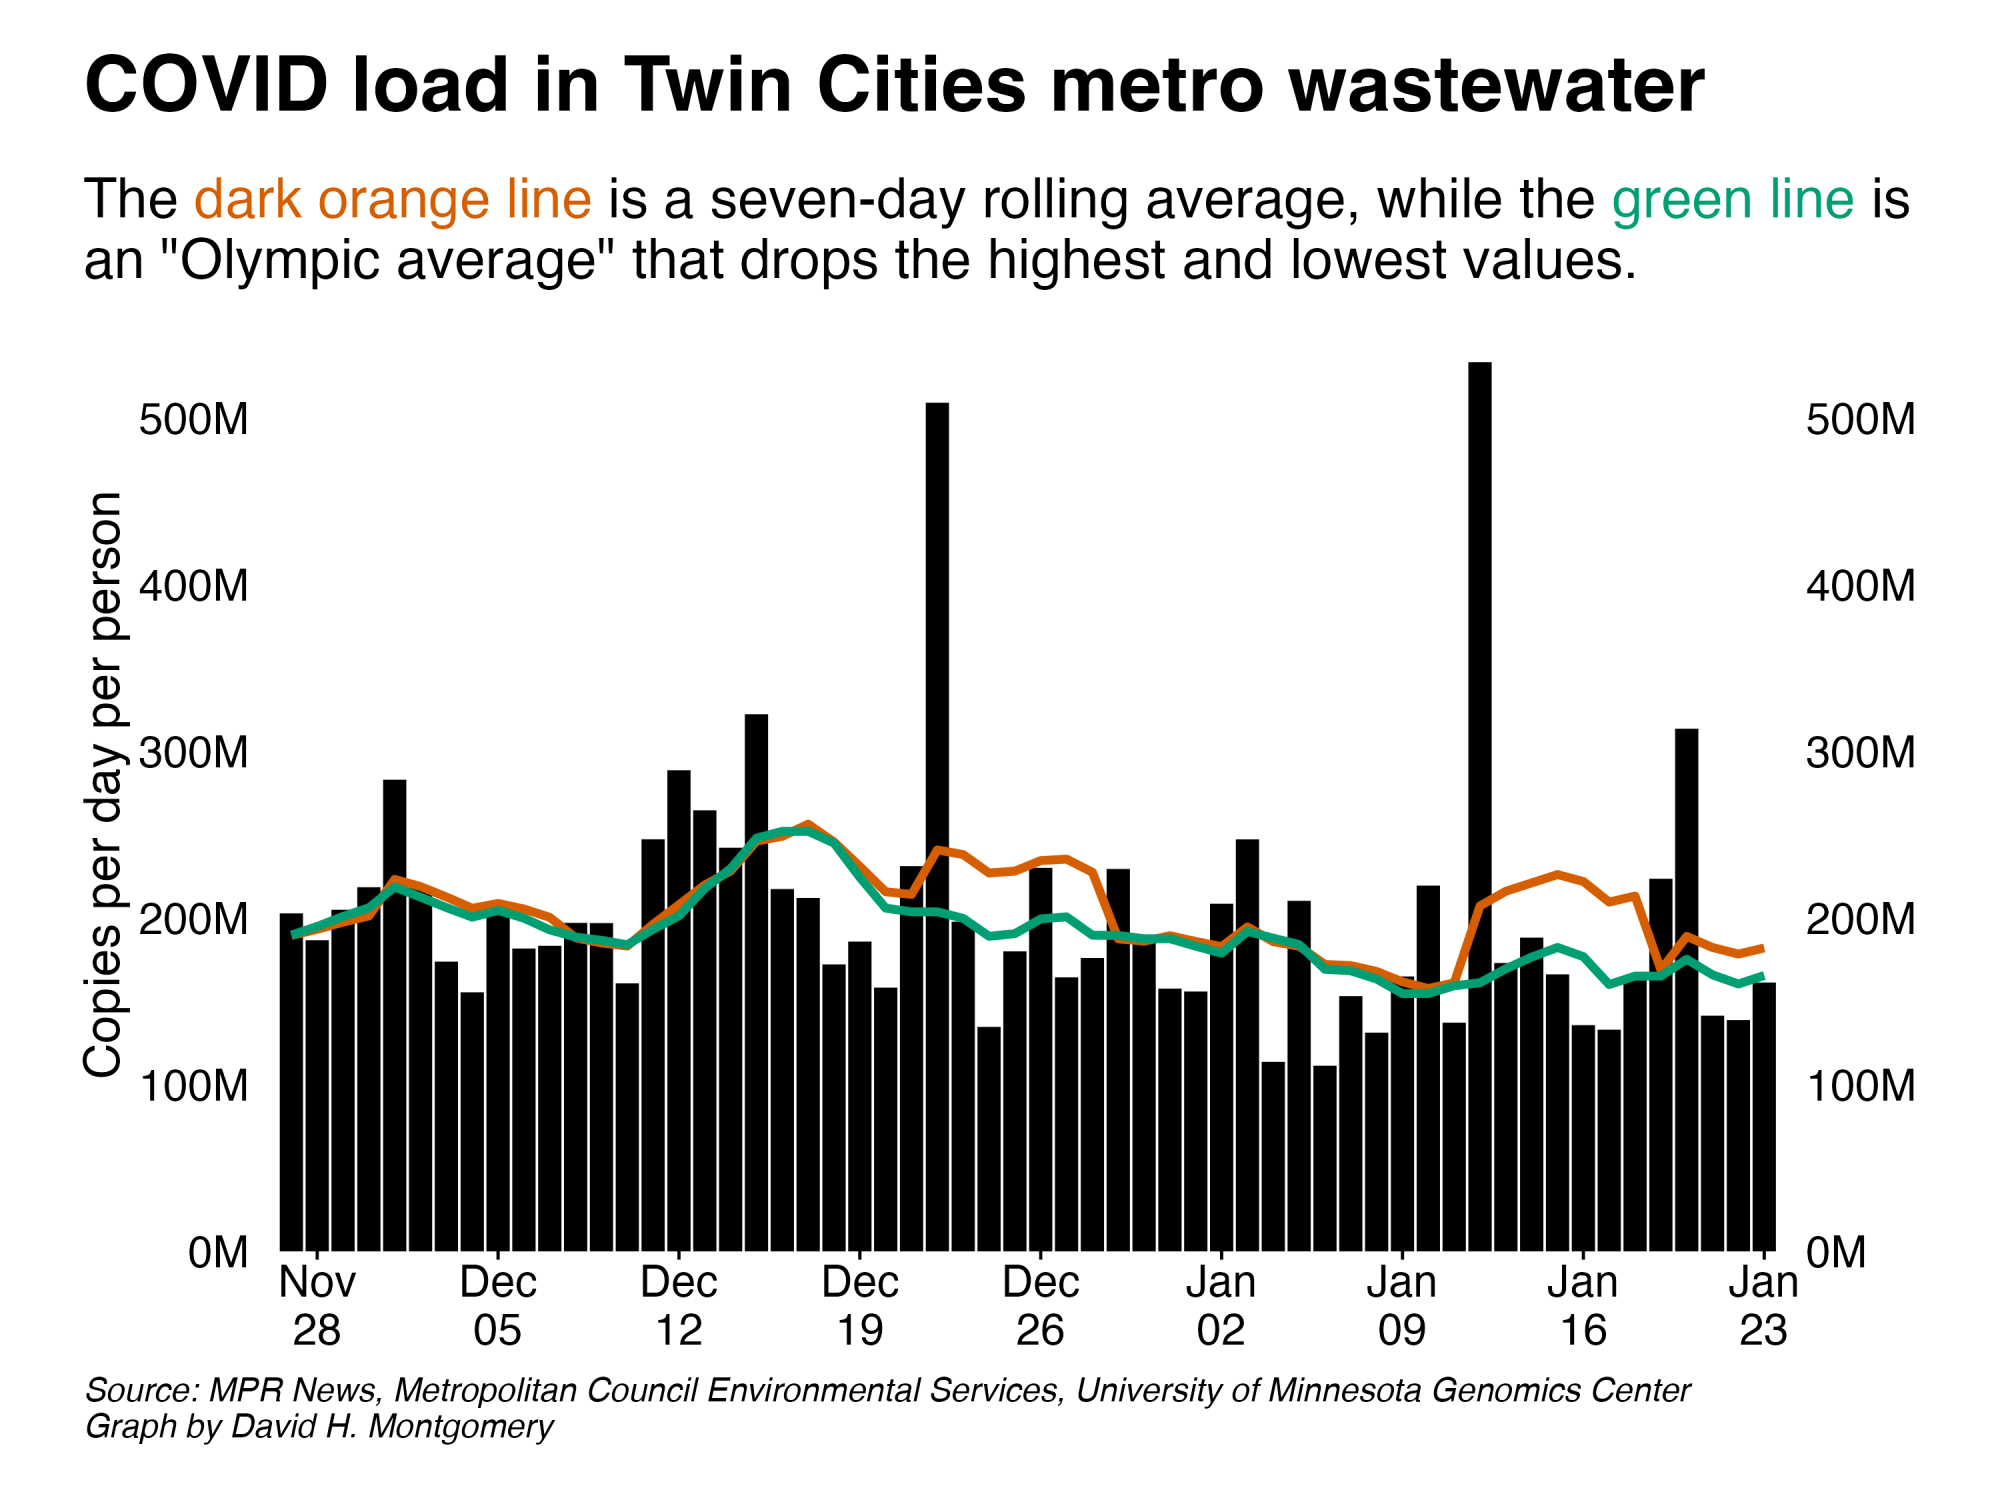 COVID load in Twin Cities metro wastewater
The dark orange line is a seven-day rolling average, while the green line is
an "Olympic average" that drops the highest and lowest values.
Copies per day per person
500M
400M
300M
200M
100M
0M
500M
400M
300M
200M
100M
0M
Nov
28
Dec
05
Dec
12
Dec
19
Dec
26
Jan
02
Jan
09
Jan
16
Jan
23
Source: MPR News, Metropolitan Council Environmental Services, University of Minnesota Genomics Center
Graph by David H. Montgomery